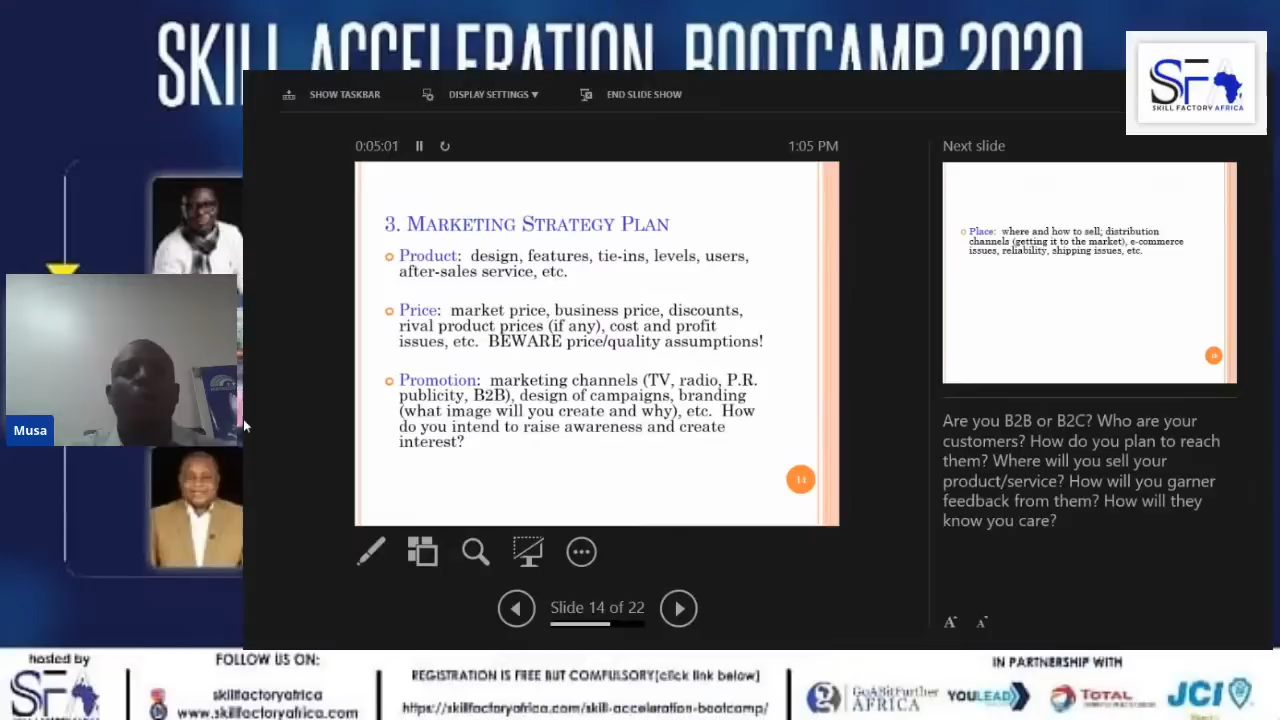 SKILL ACCELERATION BOOTCAMP 2020
SF
SKILL FACTORY AFRICA
SHOW TASKBAR
DISPLAY SETTINGS ▼
END SLIDE SHOW
0:05:01
1:05 PM
Next slide
3. MARKETING STRATEGY PLAN
Product: design, features, tie-ins, levels, users,
after-sales service, etc.
Price: market price, business price, discounts,
rival product prices (if any), cost and profit
issues, etc. BEWARE price/quality assumptions!
Promotion: marketing channels (TV, radio, P.R.
publicity, B2B), design of campaigns, branding
(what image will you create and why), etc. How
do you intend to raise awareness and create
interest?
14
Place: where and how to sell; distribution
channels (getting it to the market), e-commerce
issues, reliability, shipping issues, etc.
Are you B2B or B2C? Who are your
customers? How do you plan to reach
them? Where will you sell your
product/service? How will you garner
feedback from them? How will they
know you care?
Musa
Slide 14 of 22
A
A
hosted by
SF
FOLLOW US ON:
skillfactoryafrica
www.skillfactoryafrica.com
REGISTRATION IS FREE BUT COMPULSORY[click link below]
https://skillfactoryafrica.com/skill-acceleration-bootcamp/
IN PARTNERSHIP WITH
GoABitFurther
AFRICA
YOULEAD
TOTAL
JCI